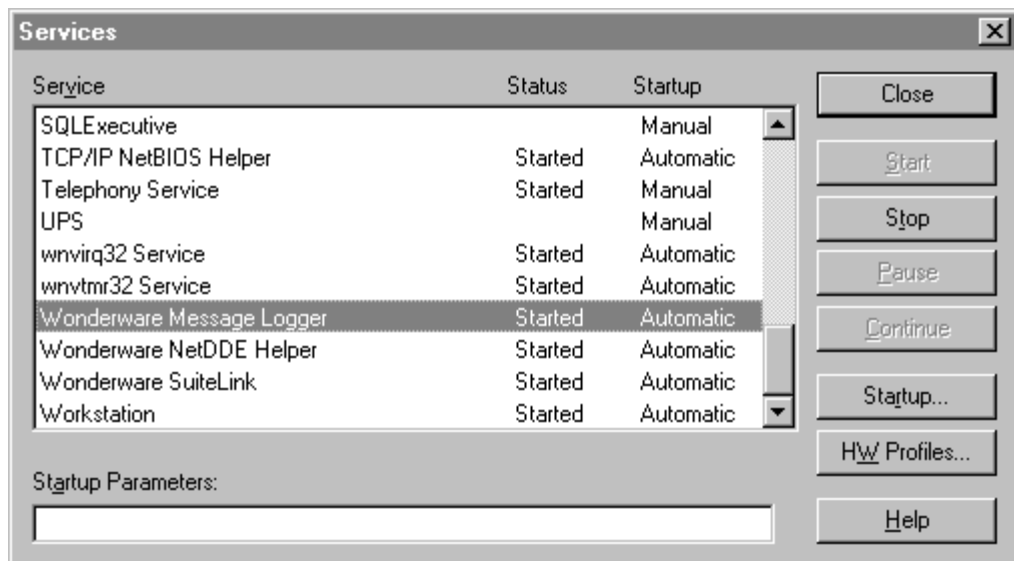 Services
Service Status Startup
SQLExecutive Manual
TCP/IP NetBIOS Helper Started Automatic
Telephony Service Started Manual
UPS Manual
wnvirq32 Service Started Automatic
wnvtmr32 Service Started Automatic
Wonderware Message Logger Started Automatic
Wonderware NetDDE Helper Started Automatic
Wonderware SuiteLink Started Automatic
Workstation Started Automatic
Startup Parameters:
Close
Start
Stop
Pause
Continue
Startup...
HW Profiles...
Help